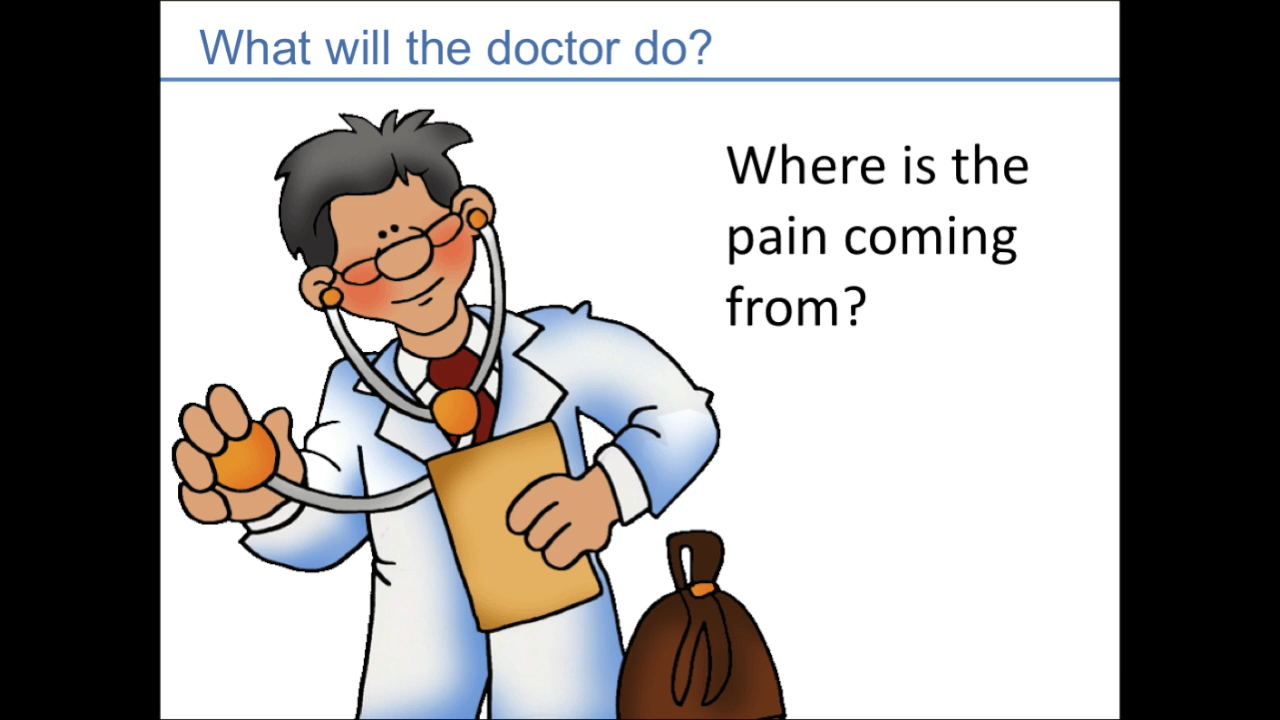 What will the doctor do?
Where is the
pain coming
from?